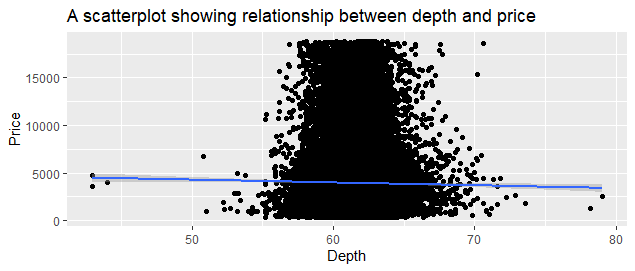 A scatterplot showing relationship between depth and price
15000
10000
5000
0
Price
50 60 70 80
Depth